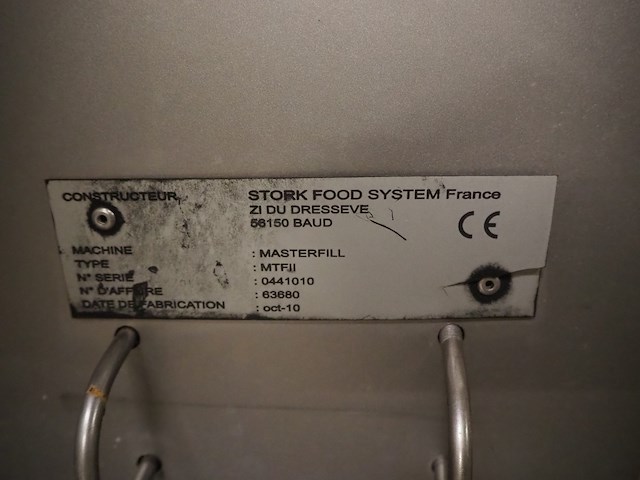 CONSTRUCTEUR STORK FOOD SYSTEM France
ZI DU DRESSEVE
56150 BAUD
CE
MACHINE : MASTERFILL
TYPE : MTFII
N° SERIE : 0441010
N° D'AFFAIRE : 63680
DATE DE FABRICATION : oct-10